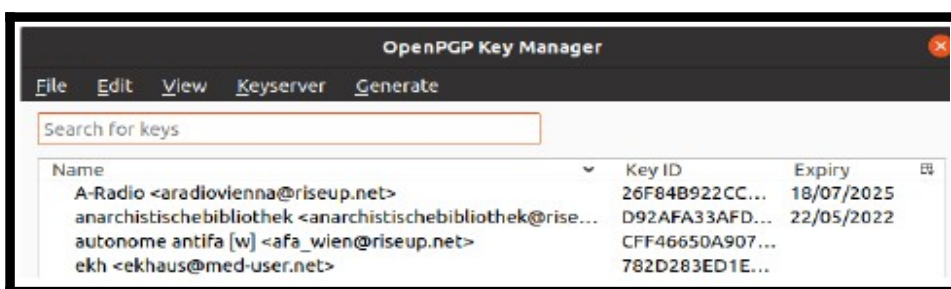 OpenPGP Key Manager
File Edit View Keyserver Generate
Search for keys
Name Key ID Expiry
A-Radio <aradiovienna@riseup.net> 26F84B922CC... 18/07/2025
anarchistischebibliothek <anarchistischebibliothek@rise... D92AFA33AFD... 22/05/2022
autonome antifa [w] <afa_wien@riseup.net> CFF46650A907...
ekh <ekhaus@med-user.net> 782D283ED1E...